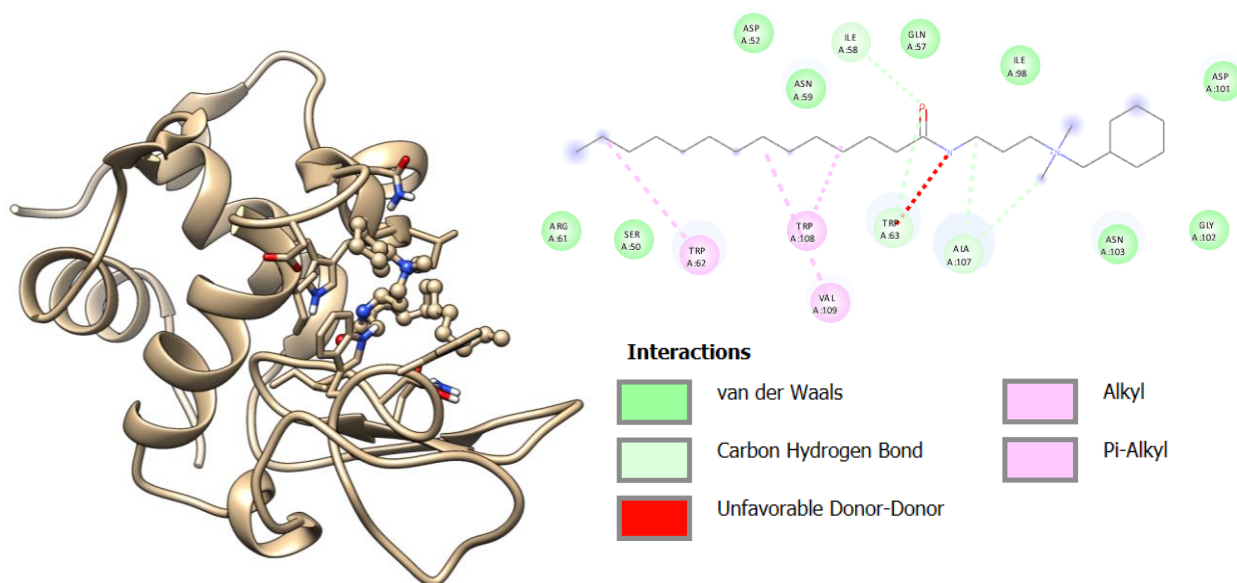 ASP
A:52
ILE
A:58
GLN
A:57
ILE
A:98
ASP
A:101
ASN
A:59
O
N
N
+
ARG
A:61
SER
A:50
TRP
A:62
TRP
A:108
TRP
A:63
ALA
A:107
ASN
A:103
GLY
A:102
VAL
A:109
Interactions
van der Waals
Alkyl
Carbon Hydrogen Bond
Pi-Alkyl
Unfavorable Donor-Donor